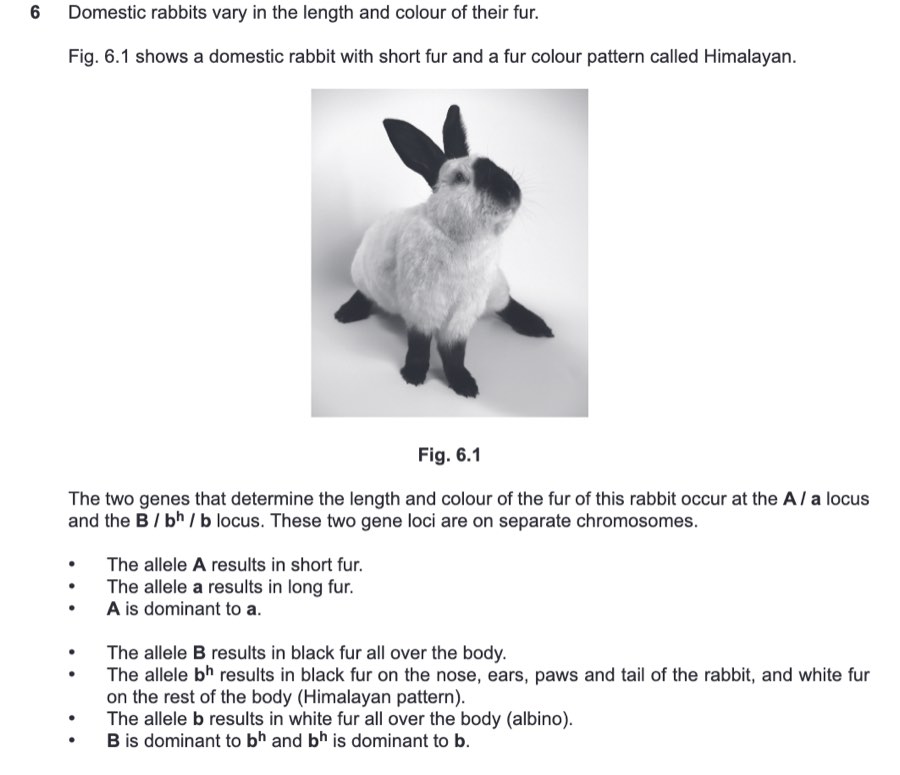 6 Domestic rabbits vary in the length and colour of their fur.
Fig. 6.1 shows a domestic rabbit with short fur and a fur colour pattern called Himalayan.
Fig. 6.1
The two genes that determine the length and colour of the fur of this rabbit occur at the A / a locus
and the B / bʰ / b locus. These two gene loci are on separate chromosomes.
• The allele A results in short fur.
• The allele a results in long fur.
• A is dominant to a.
• The allele B results in black fur all over the body.
• The allele bʰ results in black fur on the nose, ears, paws and tail of the rabbit, and white fur
on the rest of the body (Himalayan pattern).
• The allele b results in white fur all over the body (albino).
• B is dominant to bʰ and bʰ is dominant to b.